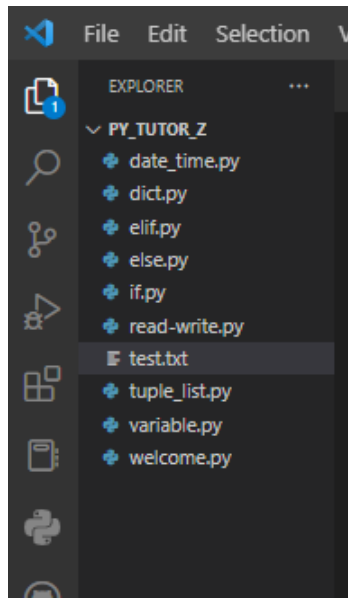 File Edit Selection V
EXPLORER ...
1
PY_TUTOR_Z
date_time.py
dict.py
elif.py
else.py
if.py
read-write.py
test.txt
tuple_list.py
variable.py
welcome.py